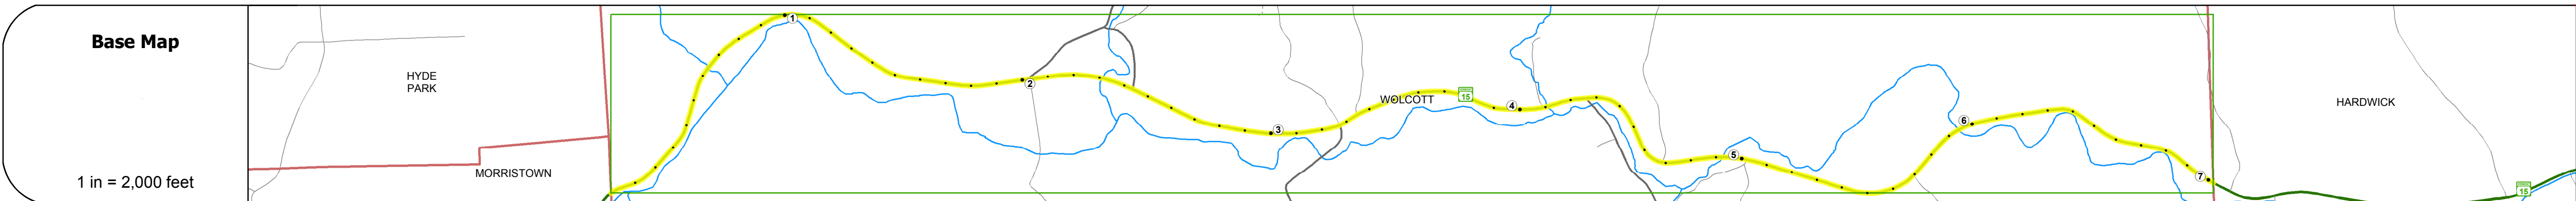 Base Map
1 in = 2,000 feet
HYDE
PARK
MORRISTOWN
1
2
3
WOLCOTT
15
4
5
6
7
HARDWICK
15